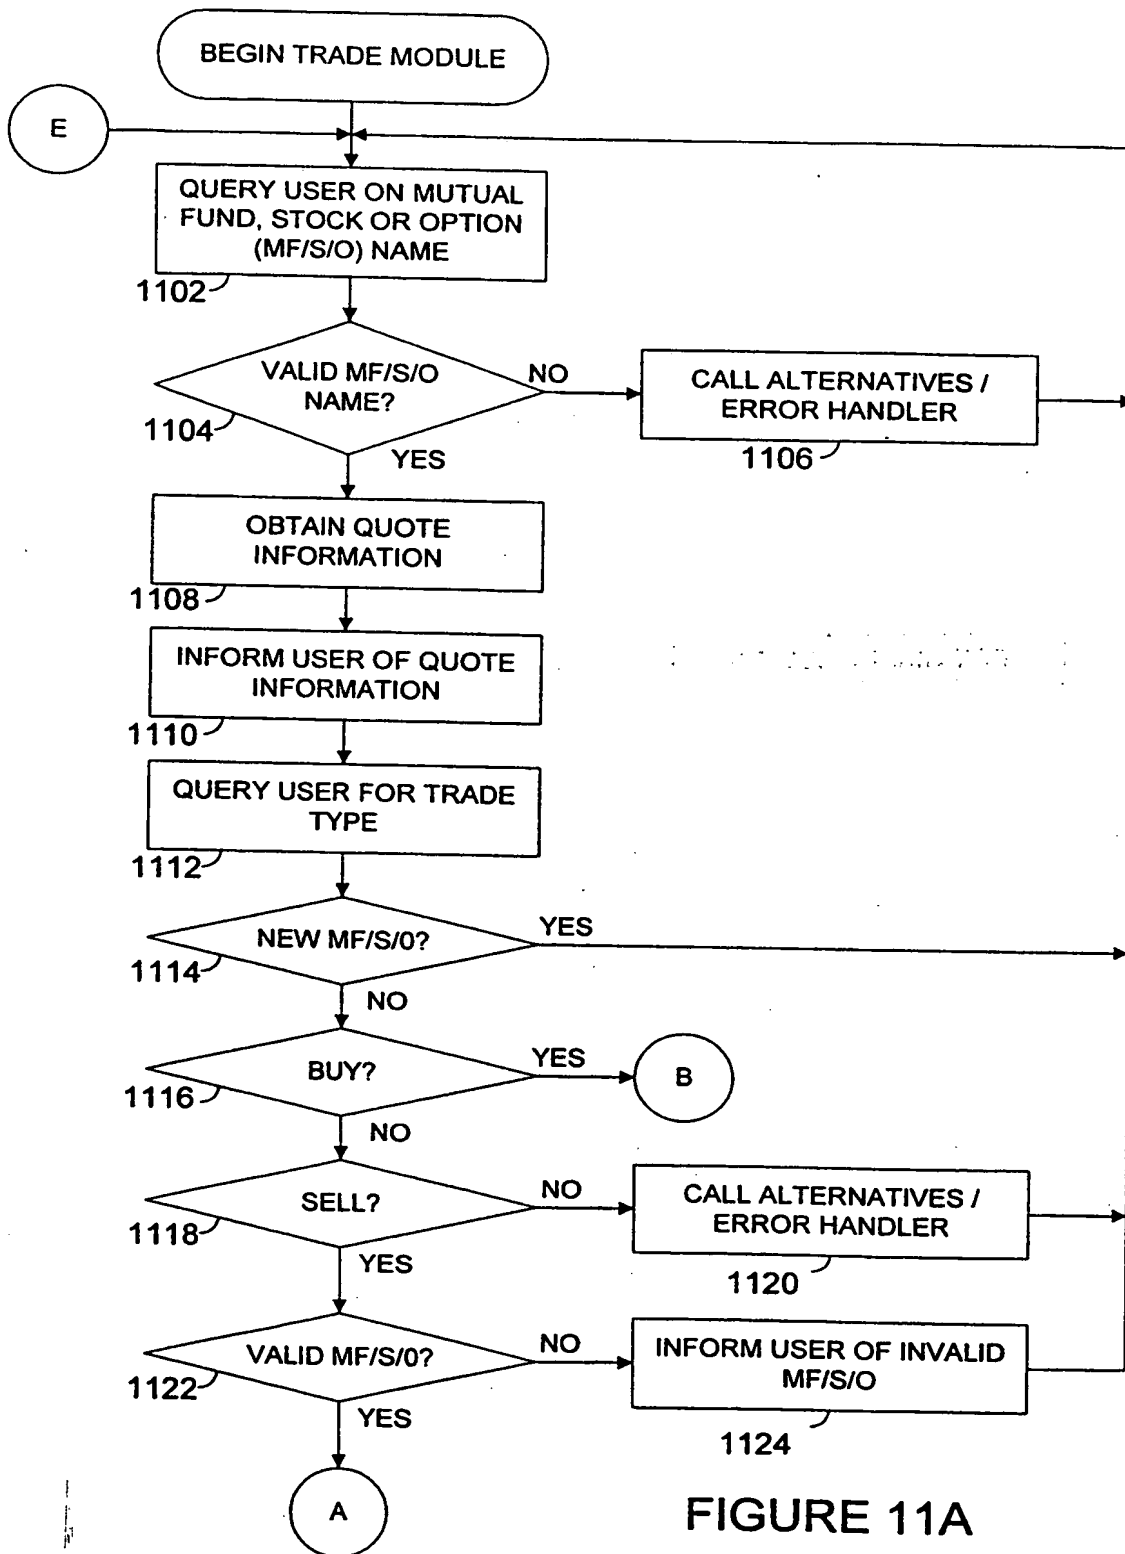 BEGIN TRADE MODULE
E
QUERY USER ON MUTUAL
FUND, STOCK OR OPTION
(MF/S/O) NAME
1102
VALID MF/S/O
NAME?
1104
NO
YES
CALL ALTERNATIVES /
ERROR HANDLER
1106
OBTAIN QUOTE
INFORMATION
1108
INFORM USER OF QUOTE
INFORMATION
1110
QUERY USER FOR TRADE
TYPE
1112
NEW MF/S/0?
1114
YES
NO
BUY?
1116
YES
B
NO
SELL?
1118
NO
YES
CALL ALTERNATIVES /
ERROR HANDLER
1120
VALID MF/S/0?
1122
NO
YES
INFORM USER OF INVALID
MF/S/O
1124
A
FIGURE 11A